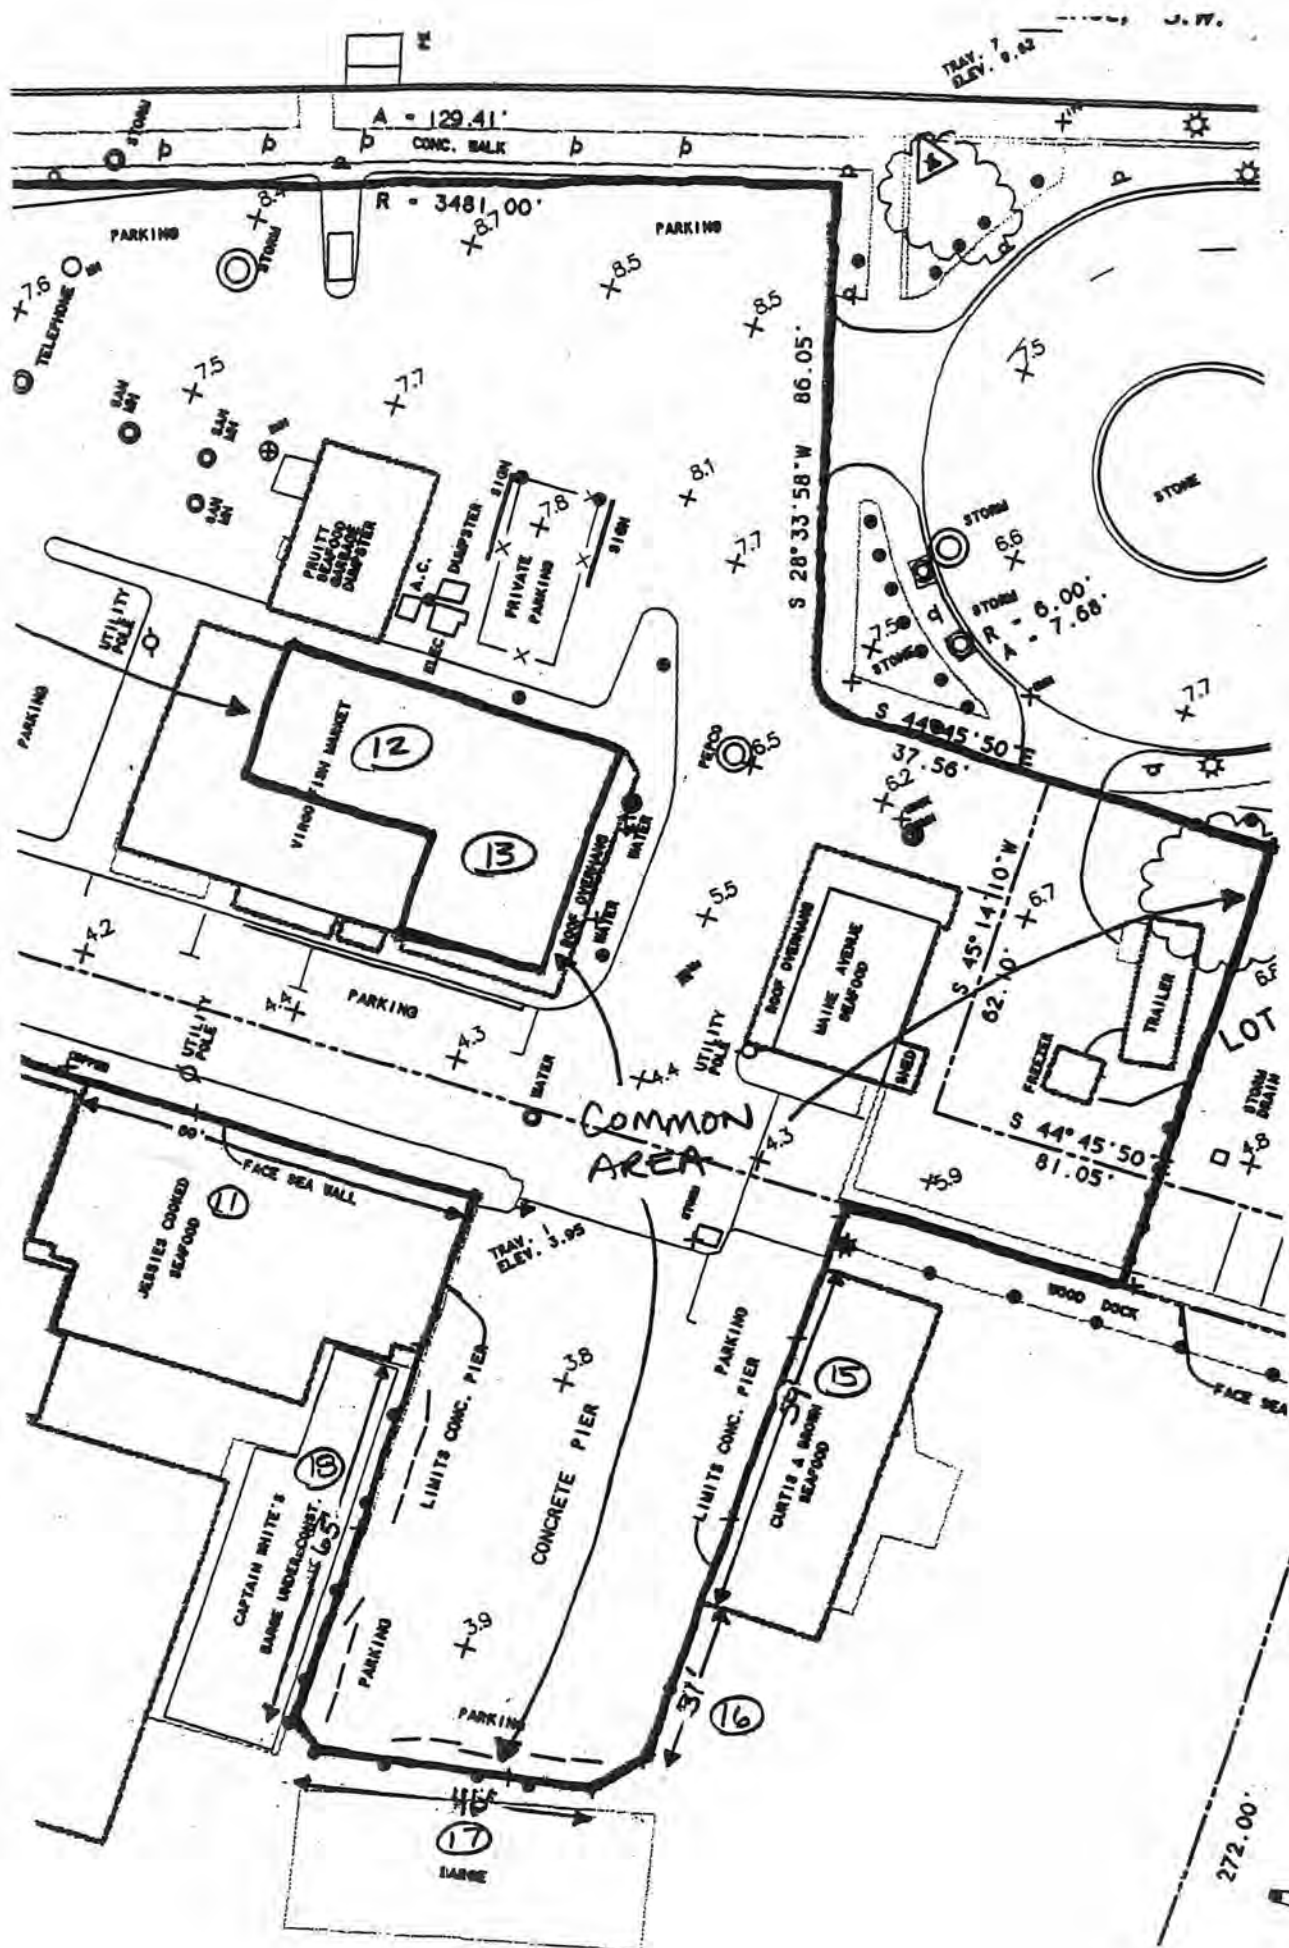 S.W.
TRAV. 7
ELEV. 9.82
STORM
A = 129.41'
CONC. WALK
R = 3481.00'
PARKING
8.4
8.7
PARKING
STORM
7.6
TELEPHONE
MH
8.5
8.5
7.5
7.5
7.7
S 28°33'58"W 86.05'
SAN
MH
SAN
MH
SAN
MH
PRUITT
SEAFOOD
GARBAGE
DUMPSTER
A.C.
DUMPSTER
ELEC
SIGN
7.8
SIGN
PRIVATE
PARKING
8.1
7.7
STONE
STORM
6.6
STORM
R = 6.00'
A = 7.68'
7.5
STONE
7.7
UTILITY
POLE
PARKING
VIRGO FISH MARKET
12
13
ROOF OVERHANG
WATER
WATER
PEPCO
6.5
S 44°45'50"E
37.56'
6.2
5.5
ROOF OVERHANG
MAINE AVENUE
SEAFOOD
SHED
S 45°14'10"W
62.10'
6.7
TRAILER
FREEZER
LOT
STORM
DRAIN
S 44°45'50"
81.05'
4.2
4.4
PARKING
UTILITY
POLE
4.3
WATER
4.4
UTILITY
POLE
4.3
5.9
COMMON
AREA
FACE SEA WALL
JESSIES COOKED
SEAFOOD
11
TRAV. 1
ELEV. 3.95
WOOD DOCK
FACE SEA
LIMITS CONC. PIER
3.8
CONCRETE PIER
PARKING
LIMITS CONC. PIER
CURTIS & BROWN
SEAFOOD
15
18
CAPTAIN WHITE'S
BARGE UNDER CONST.
65'
PARKING
3.9
PARKING
31'
16
17
BARGE
272.00'